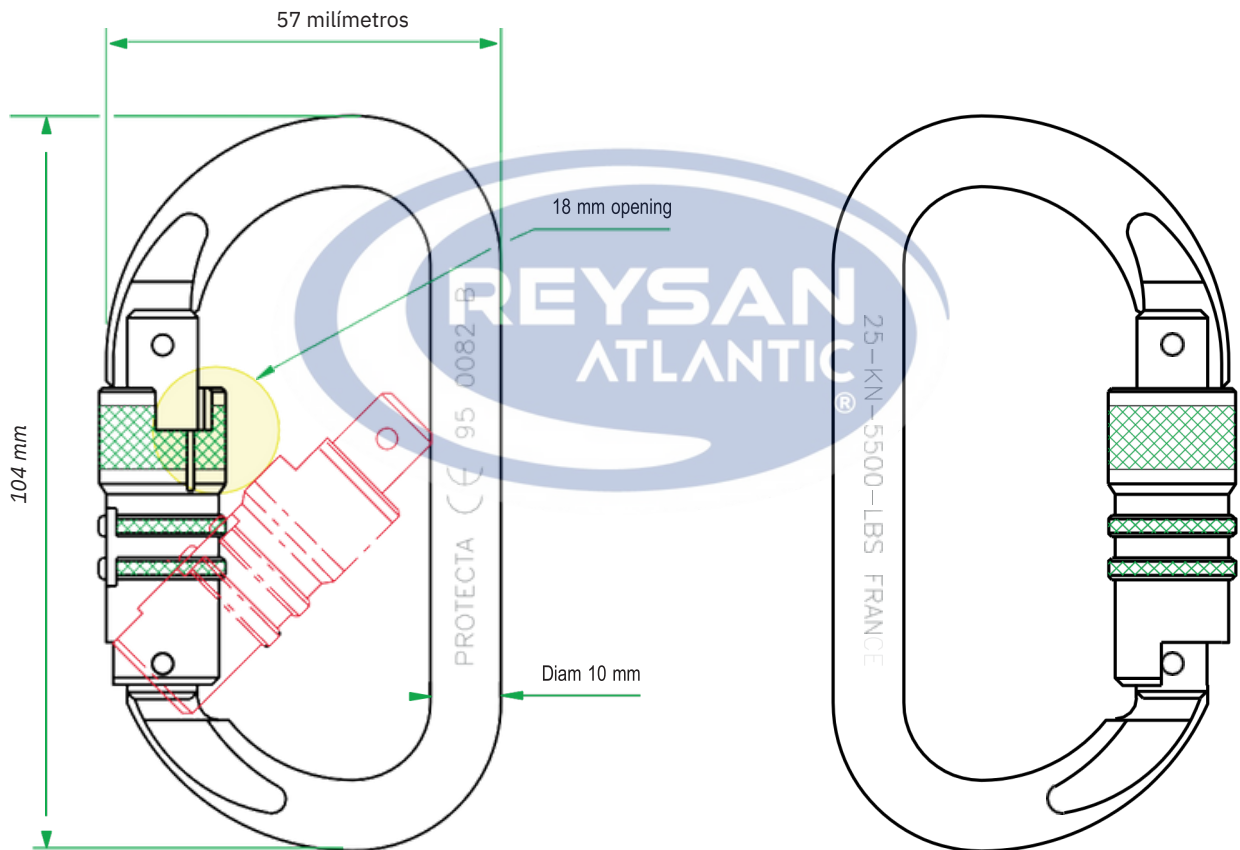 57 milímetros
18 mm opening
REYSAN
ATLANTIC
®
104 mm
PROTECTA CE 95 0082 B
25-KN-5500-LBS FRANCE
Diam 10 mm